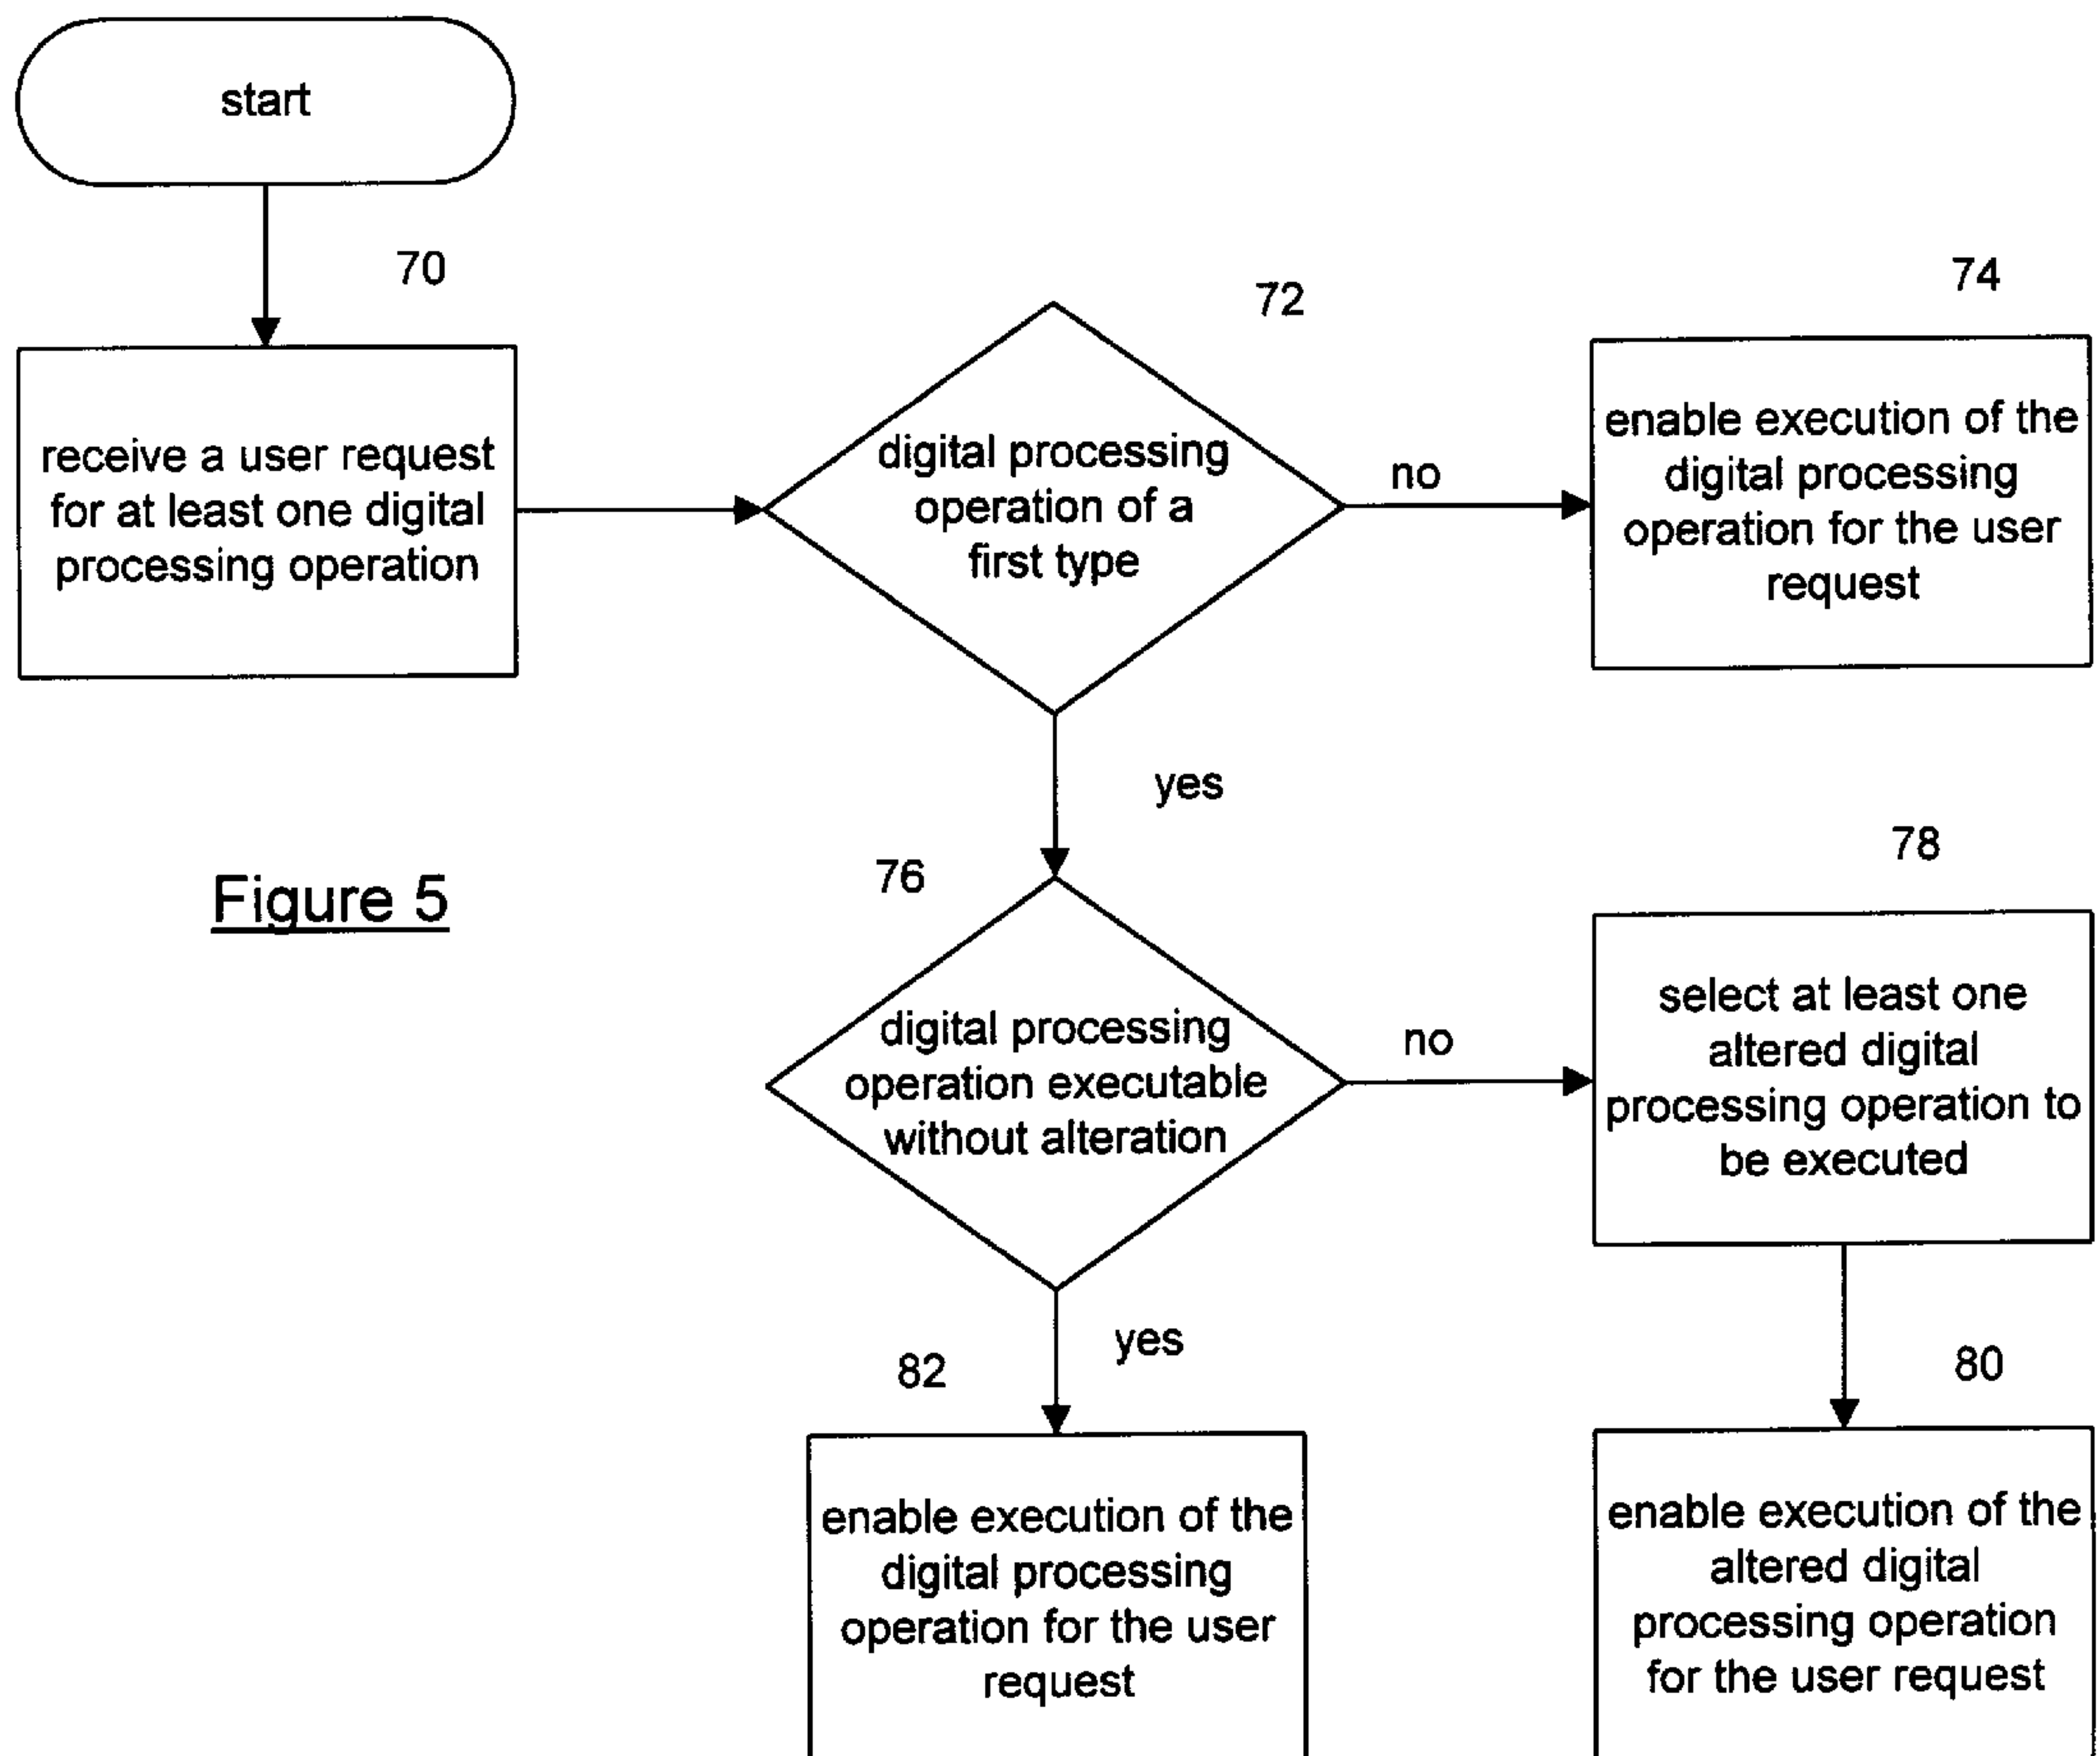 start
70
receive a user request
for at least one digital
processing operation
72
digital processing
operation of a
first type
no
74
enable execution of the
digital processing
operation for the user
request
yes
Figure 5
76
digital processing
operation executable
without alteration
no
78
select at least one
altered digital
processing operation to
be executed
yes
82
enable execution of the
digital processing
operation for the user
request
80
enable execution of the
altered digital
processing operation
for the user request